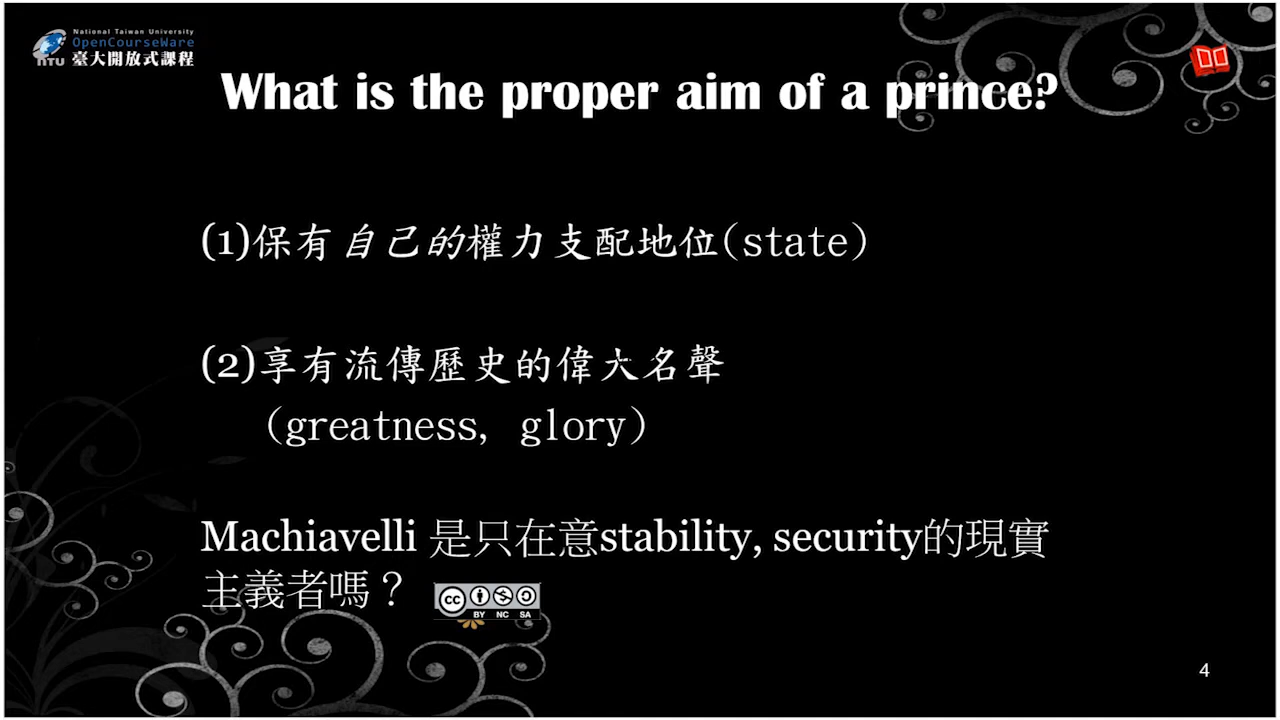 National Taiwan University
OpenCourseWare
NTU 臺大開放式課程
What is the proper aim of a prince?
(1)保有自己的權力支配地位(state)
(2)享有流傳歷史的偉大名聲
(greatness, glory)
Machiavelli 是只在意stability, security的現實
主義者嗎？
cc BY NC SA
4